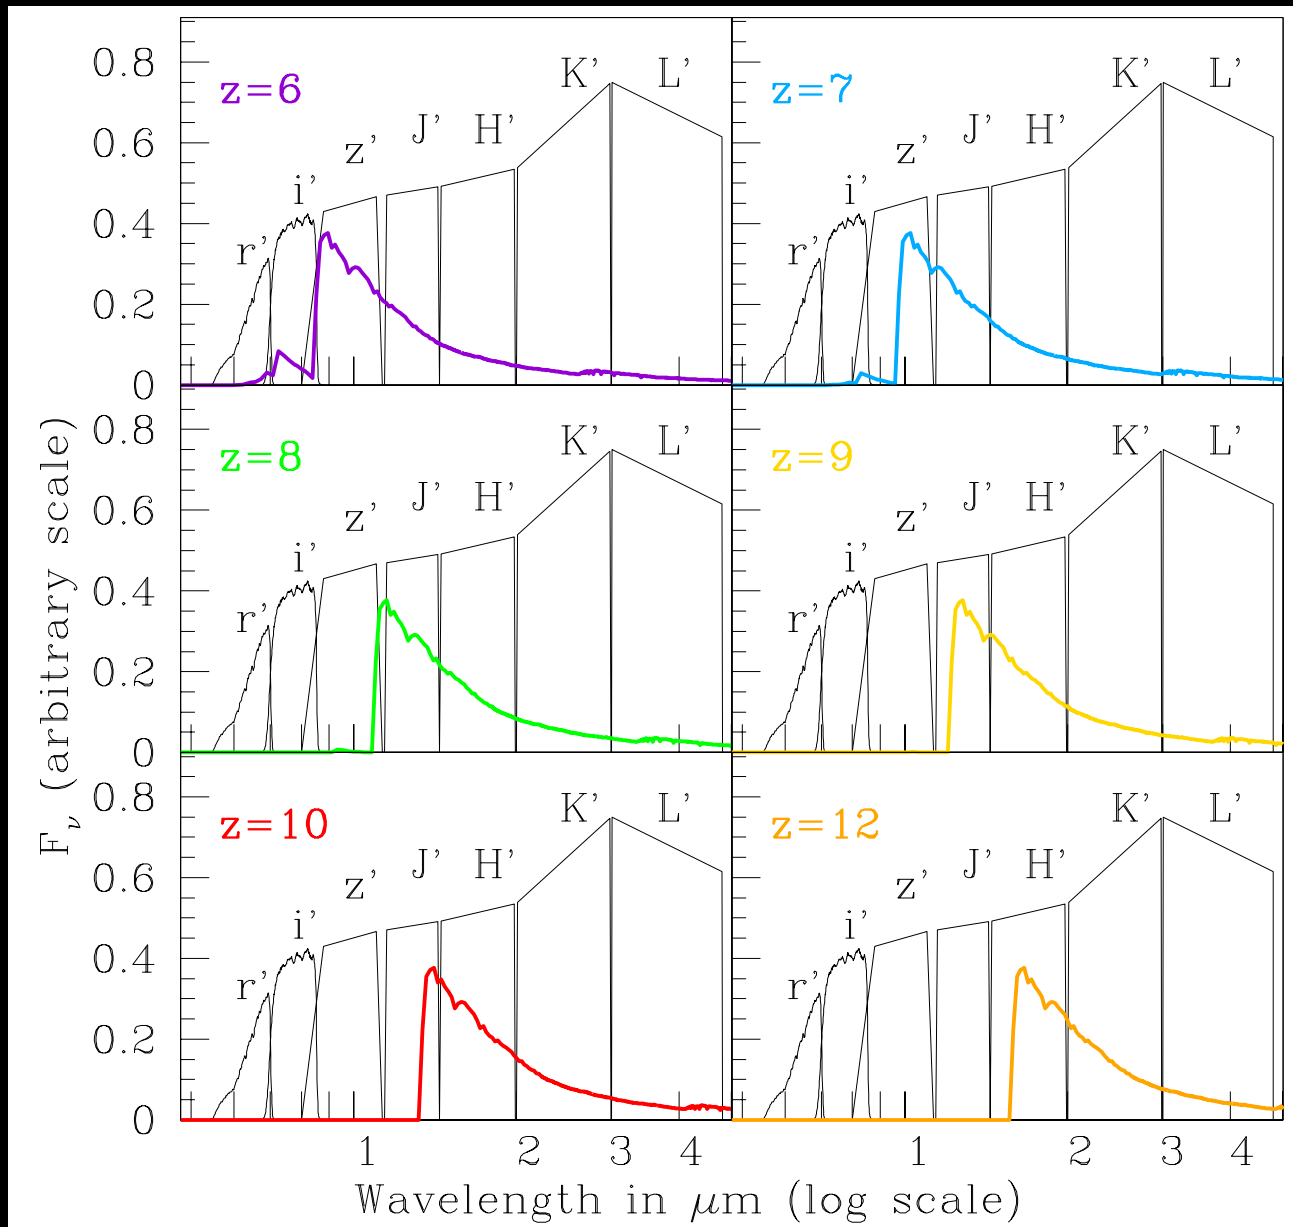 z=6
r'
i'
z'
J'
H'
K'
L'
0.8
0.6
0.4
0.2
0
z=7
r'
i'
z'
J'
H'
K'
L'
z=8
r'
i'
z'
J'
H'
K'
L'
0.8
0.6
0.4
0.2
0
z=9
r'
i'
z'
J'
H'
K'
L'
z=10
r'
i'
z'
J'
H'
K'
L'
0.8
0.6
0.4
0.2
0
z=12
r'
i'
z'
J'
H'
K'
L'
F_ν (arbitrary scale)
1 2 3 4
1 2 3 4
Wavelength in μm (log scale)